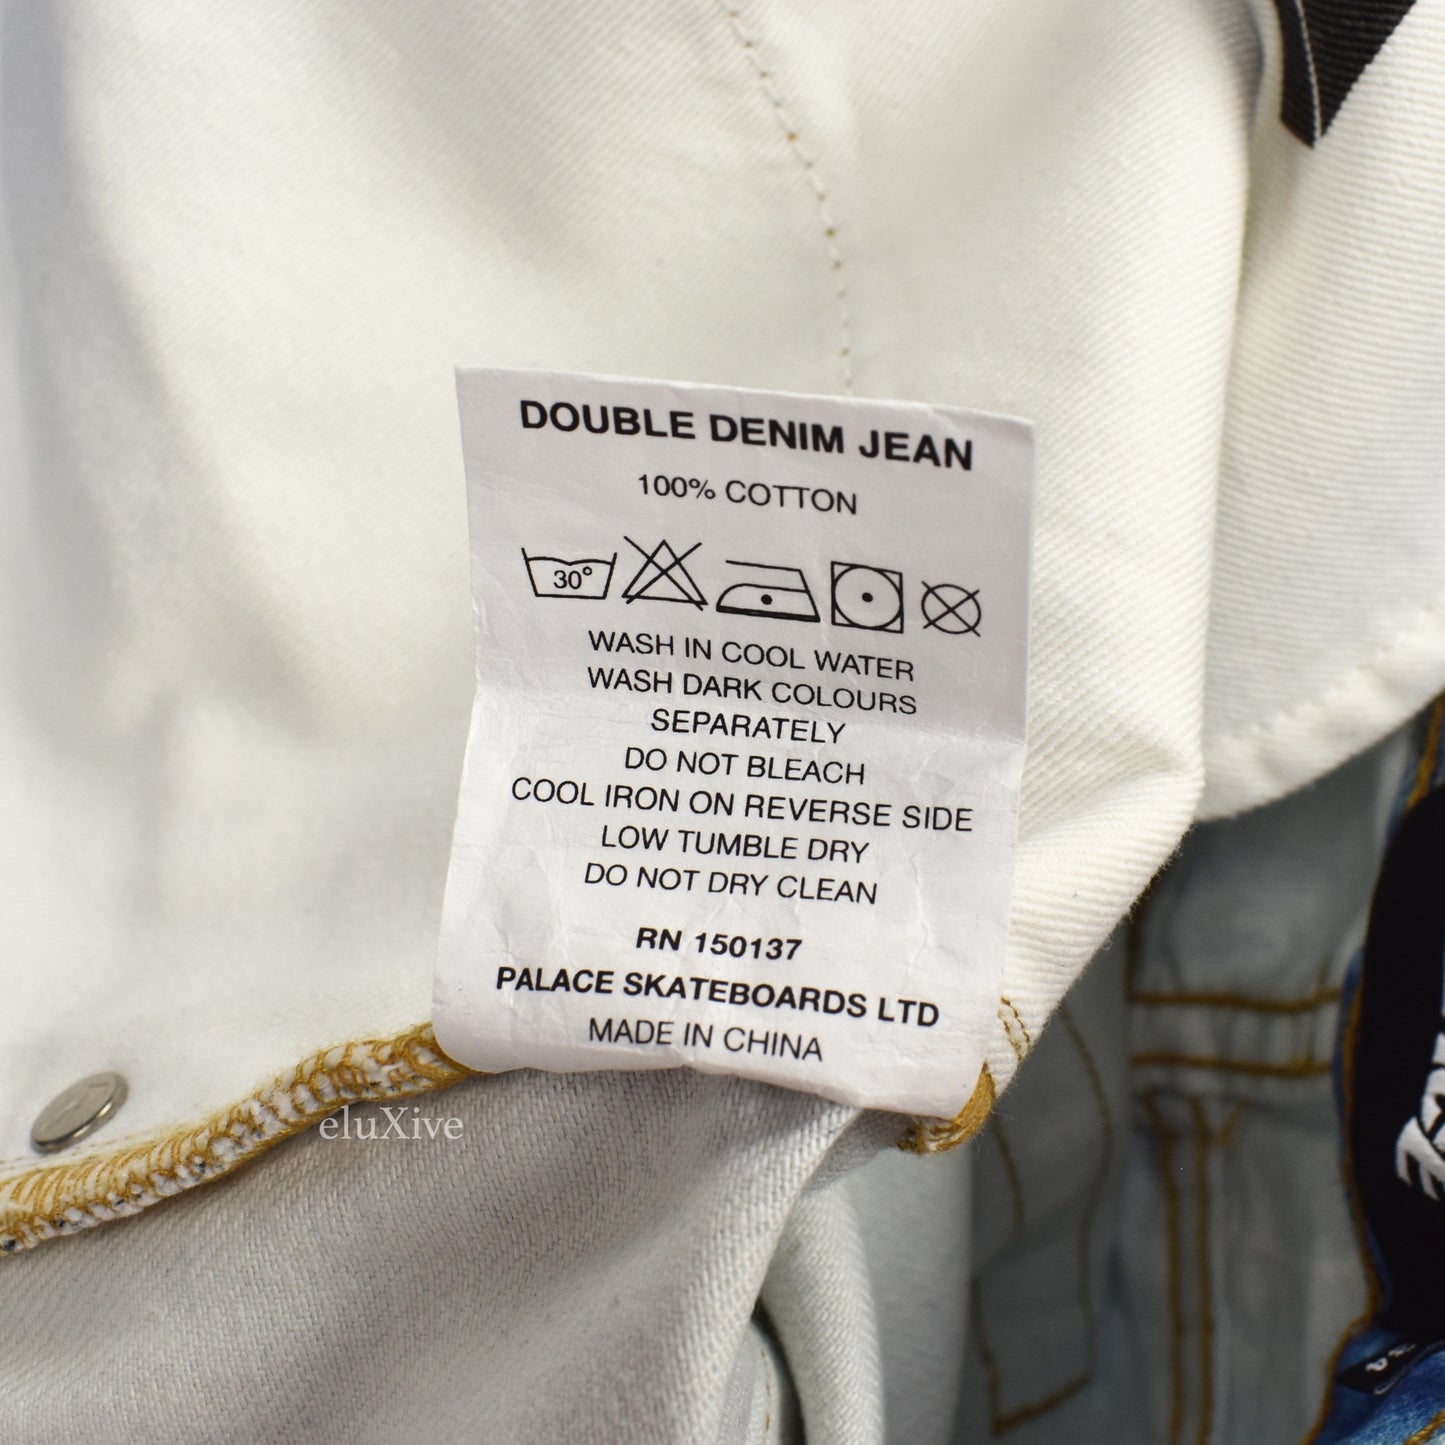 DOUBLE DENIM JEAN
100% COTTON
30°
WASH IN COOL WATER
WASH DARK COLOURS
SEPARATELY
DO NOT BLEACH
COOL IRON ON REVERSE SIDE
LOW TUMBLE DRY
DO NOT DRY CLEAN
RN 150137
PALACE SKATEBOARDS LTD
MADE IN CHINA
eluXive
34